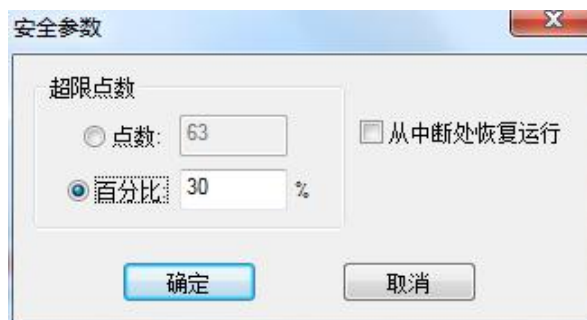 安全参数
超限点数
点数: 63
百分比: 30 %
从中断处恢复运行
确定 取消